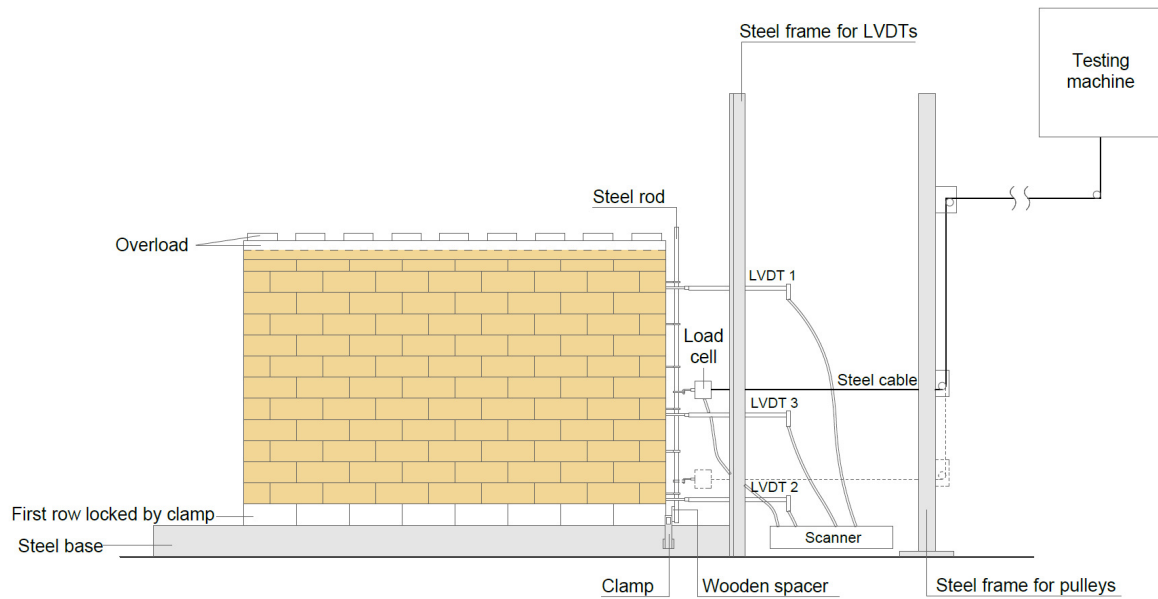 Steel frame for LVDTs
Testing
machine
Steel rod
Overload
LVDT 1
Load
cell
Steel cable
LVDT 3
LVDT 2
First row locked by clamp
Scanner
Steel base
Clamp
Wooden spacer
Steel frame for pulleys